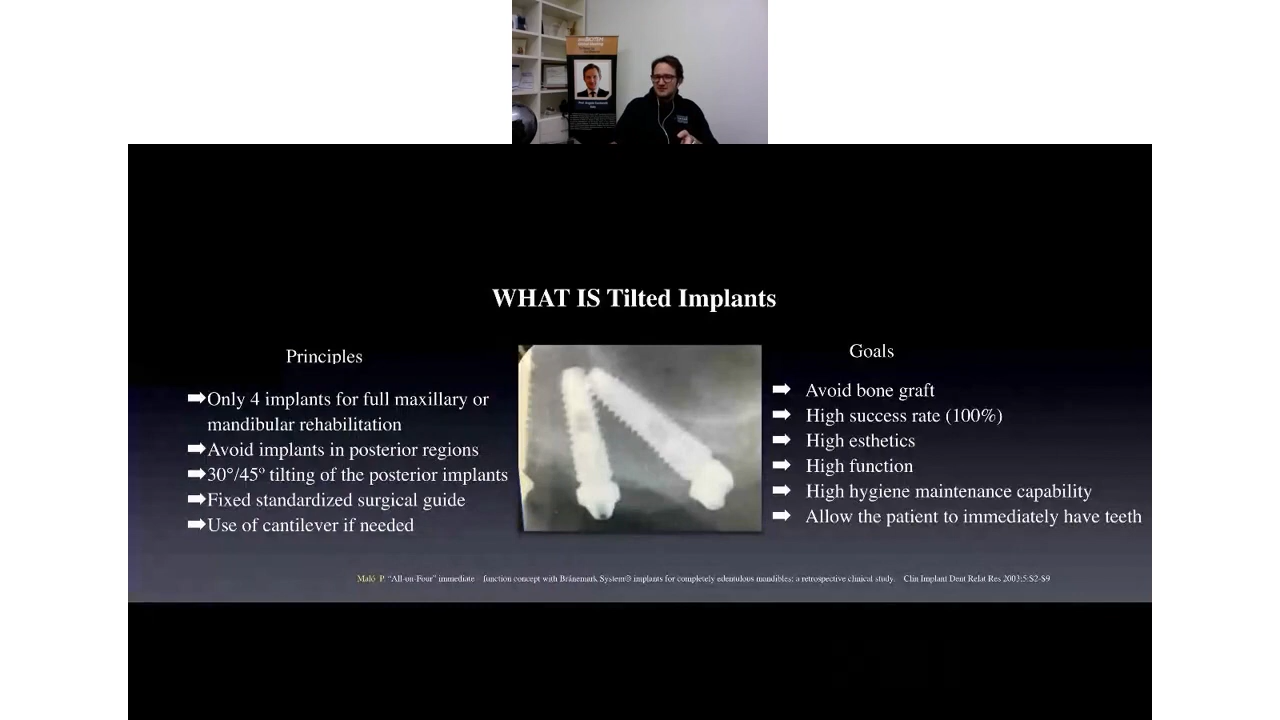 WHAT IS Tilted Implants
Principles
➡Only 4 implants for full maxillary or
mandibular rehabilitation
➡Avoid implants in posterior regions
➡30°/45º tilting of the posterior implants
➡Fixed standardized surgical guide
➡Use of cantilever if needed
Goals
➡ Avoid bone graft
➡ High success rate (100%)
➡ High esthetics
➡ High function
➡ High hygiene maintenance capability
➡ Allow the patient to immediately have teeth
Maló P. “All-on-Four” immediate function concept with Brånemark System® implants for completely edentulous mandibles: a retrospective clinical study. Clin Implant Dent Relat Res 2003;5:S2-S9